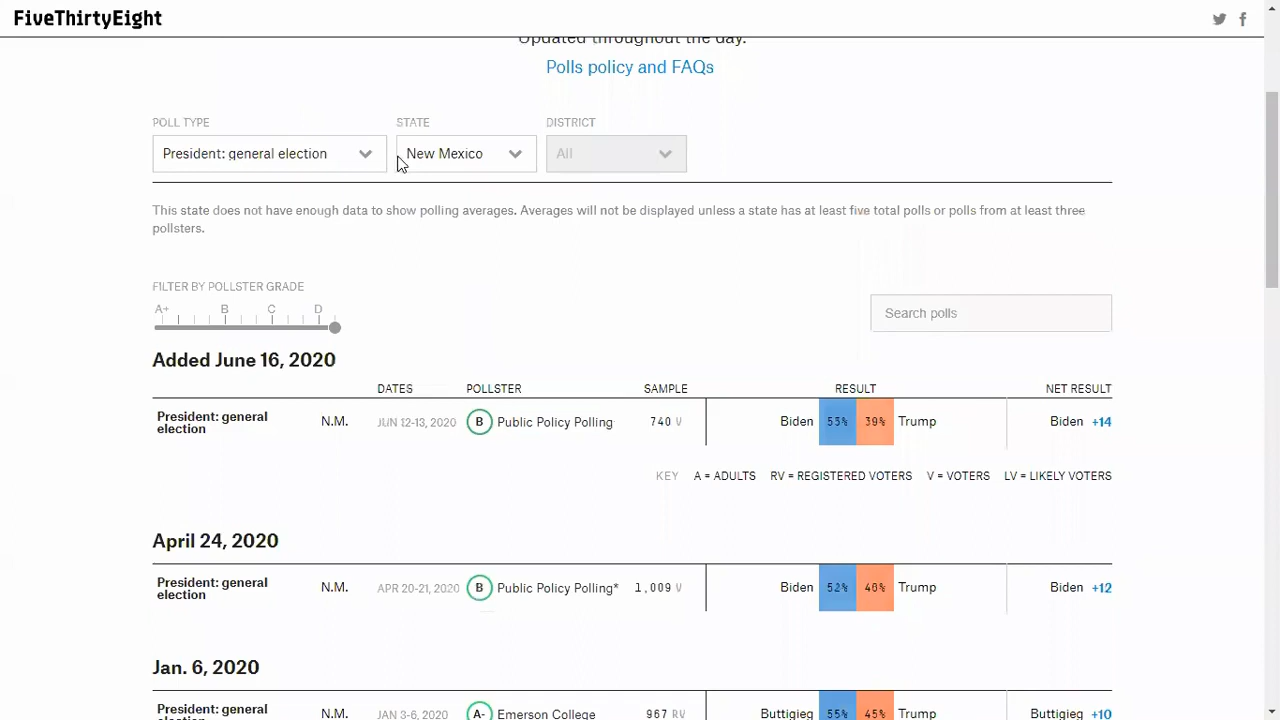 FiveThirtyEight
Updated throughout the day.
Polls policy and FAQs
POLL TYPE STATE DISTRICT
President: general election New Mexico All
This state does not have enough data to show polling averages. Averages will not be displayed unless a state has at least five total polls or polls from at least three
pollsters.
FILTER BY POLLSTER GRADE
A+ B C D
Search polls
Added June 16, 2020
DATES POLLSTER SAMPLE RESULT NET RESULT
President: general
election N.M. JUN 12-13, 2020 B Public Policy Polling 740 V Biden 53% 39% Trump Biden +14
KEY A = ADULTS RV = REGISTERED VOTERS V = VOTERS LV = LIKELY VOTERS
April 24, 2020
President: general
election N.M. APR 20-21, 2020 B Public Policy Polling* 1,009 V Biden 52% 40% Trump Biden +12
Jan. 6, 2020
President: general
election N.M. JAN 3-6, 2020 A- Emerson College 967 RV Buttigieg 55% 45% Trump Buttigieg +10